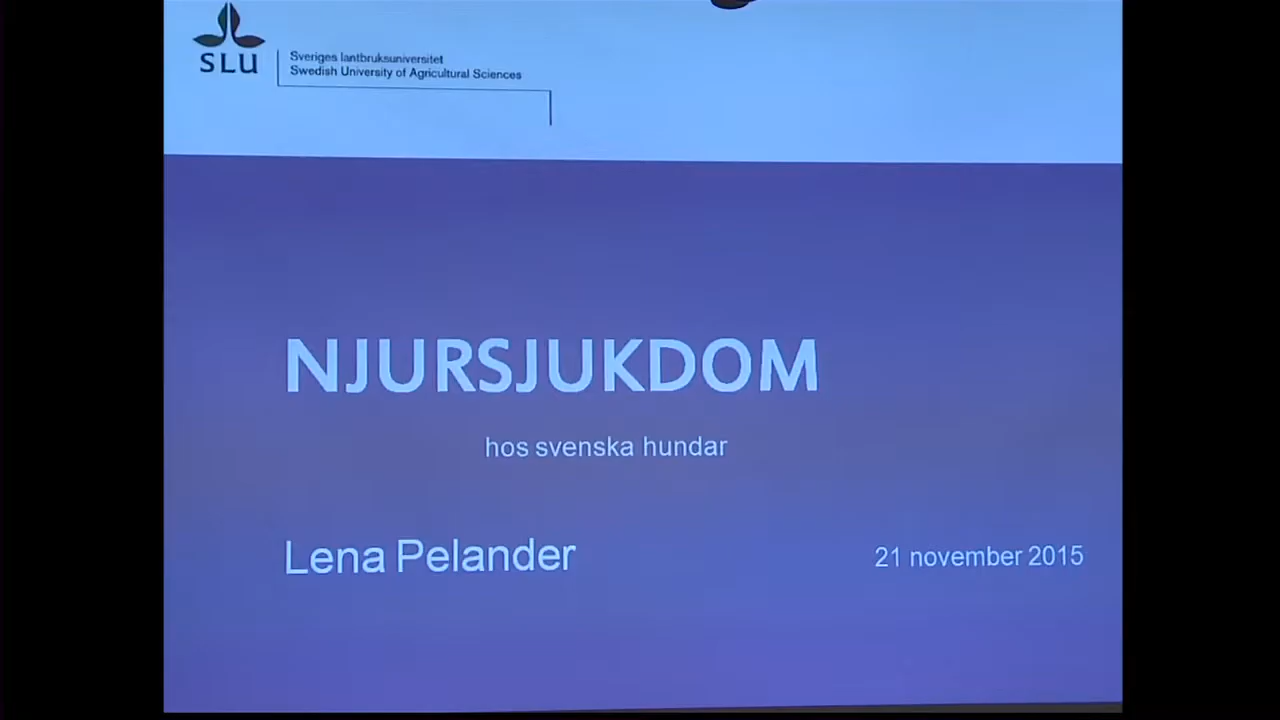 SLU
Sveriges lantbruksuniversitet
Swedish University of Agricultural Sciences
NJURSJUKDOM
hos svenska hundar
Lena Pelander
21 november 2015